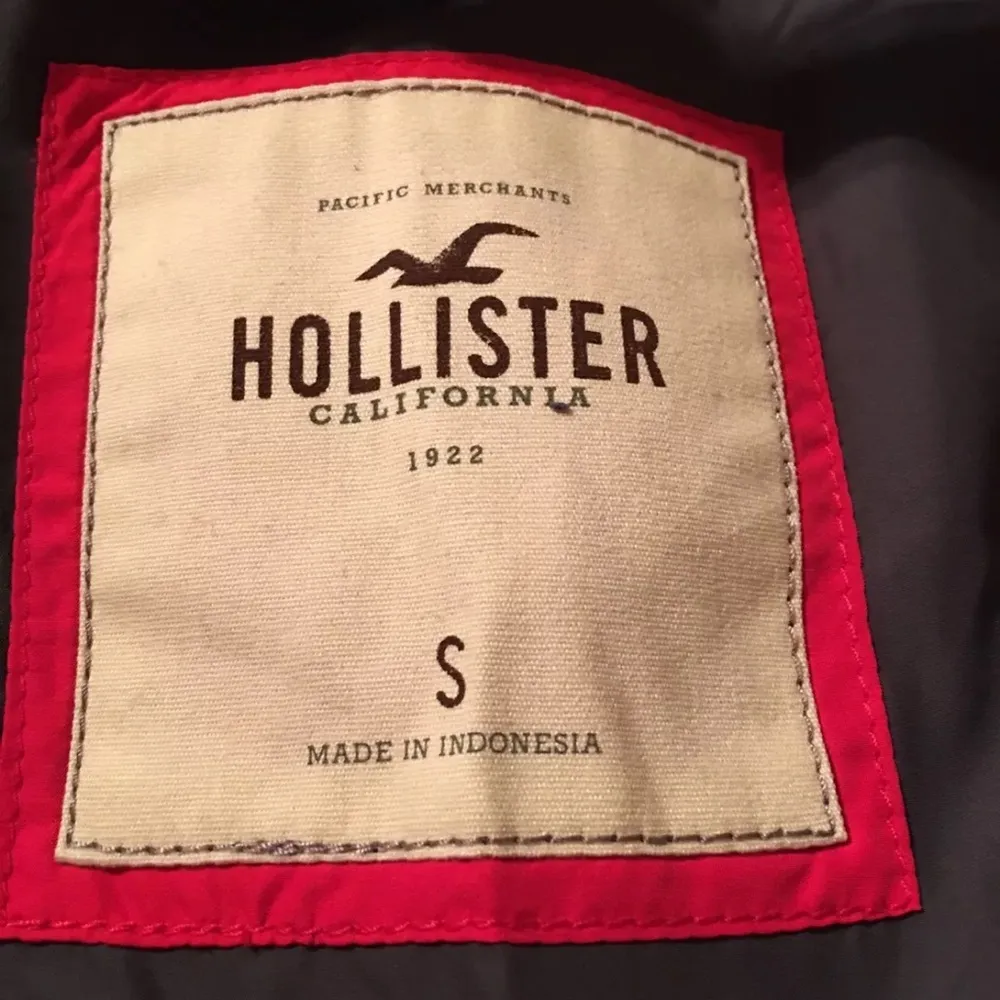 PACIFIC MERCHANTS
HOLLISTER
CALIFORNIA
1922
S
MADE IN INDONESIA